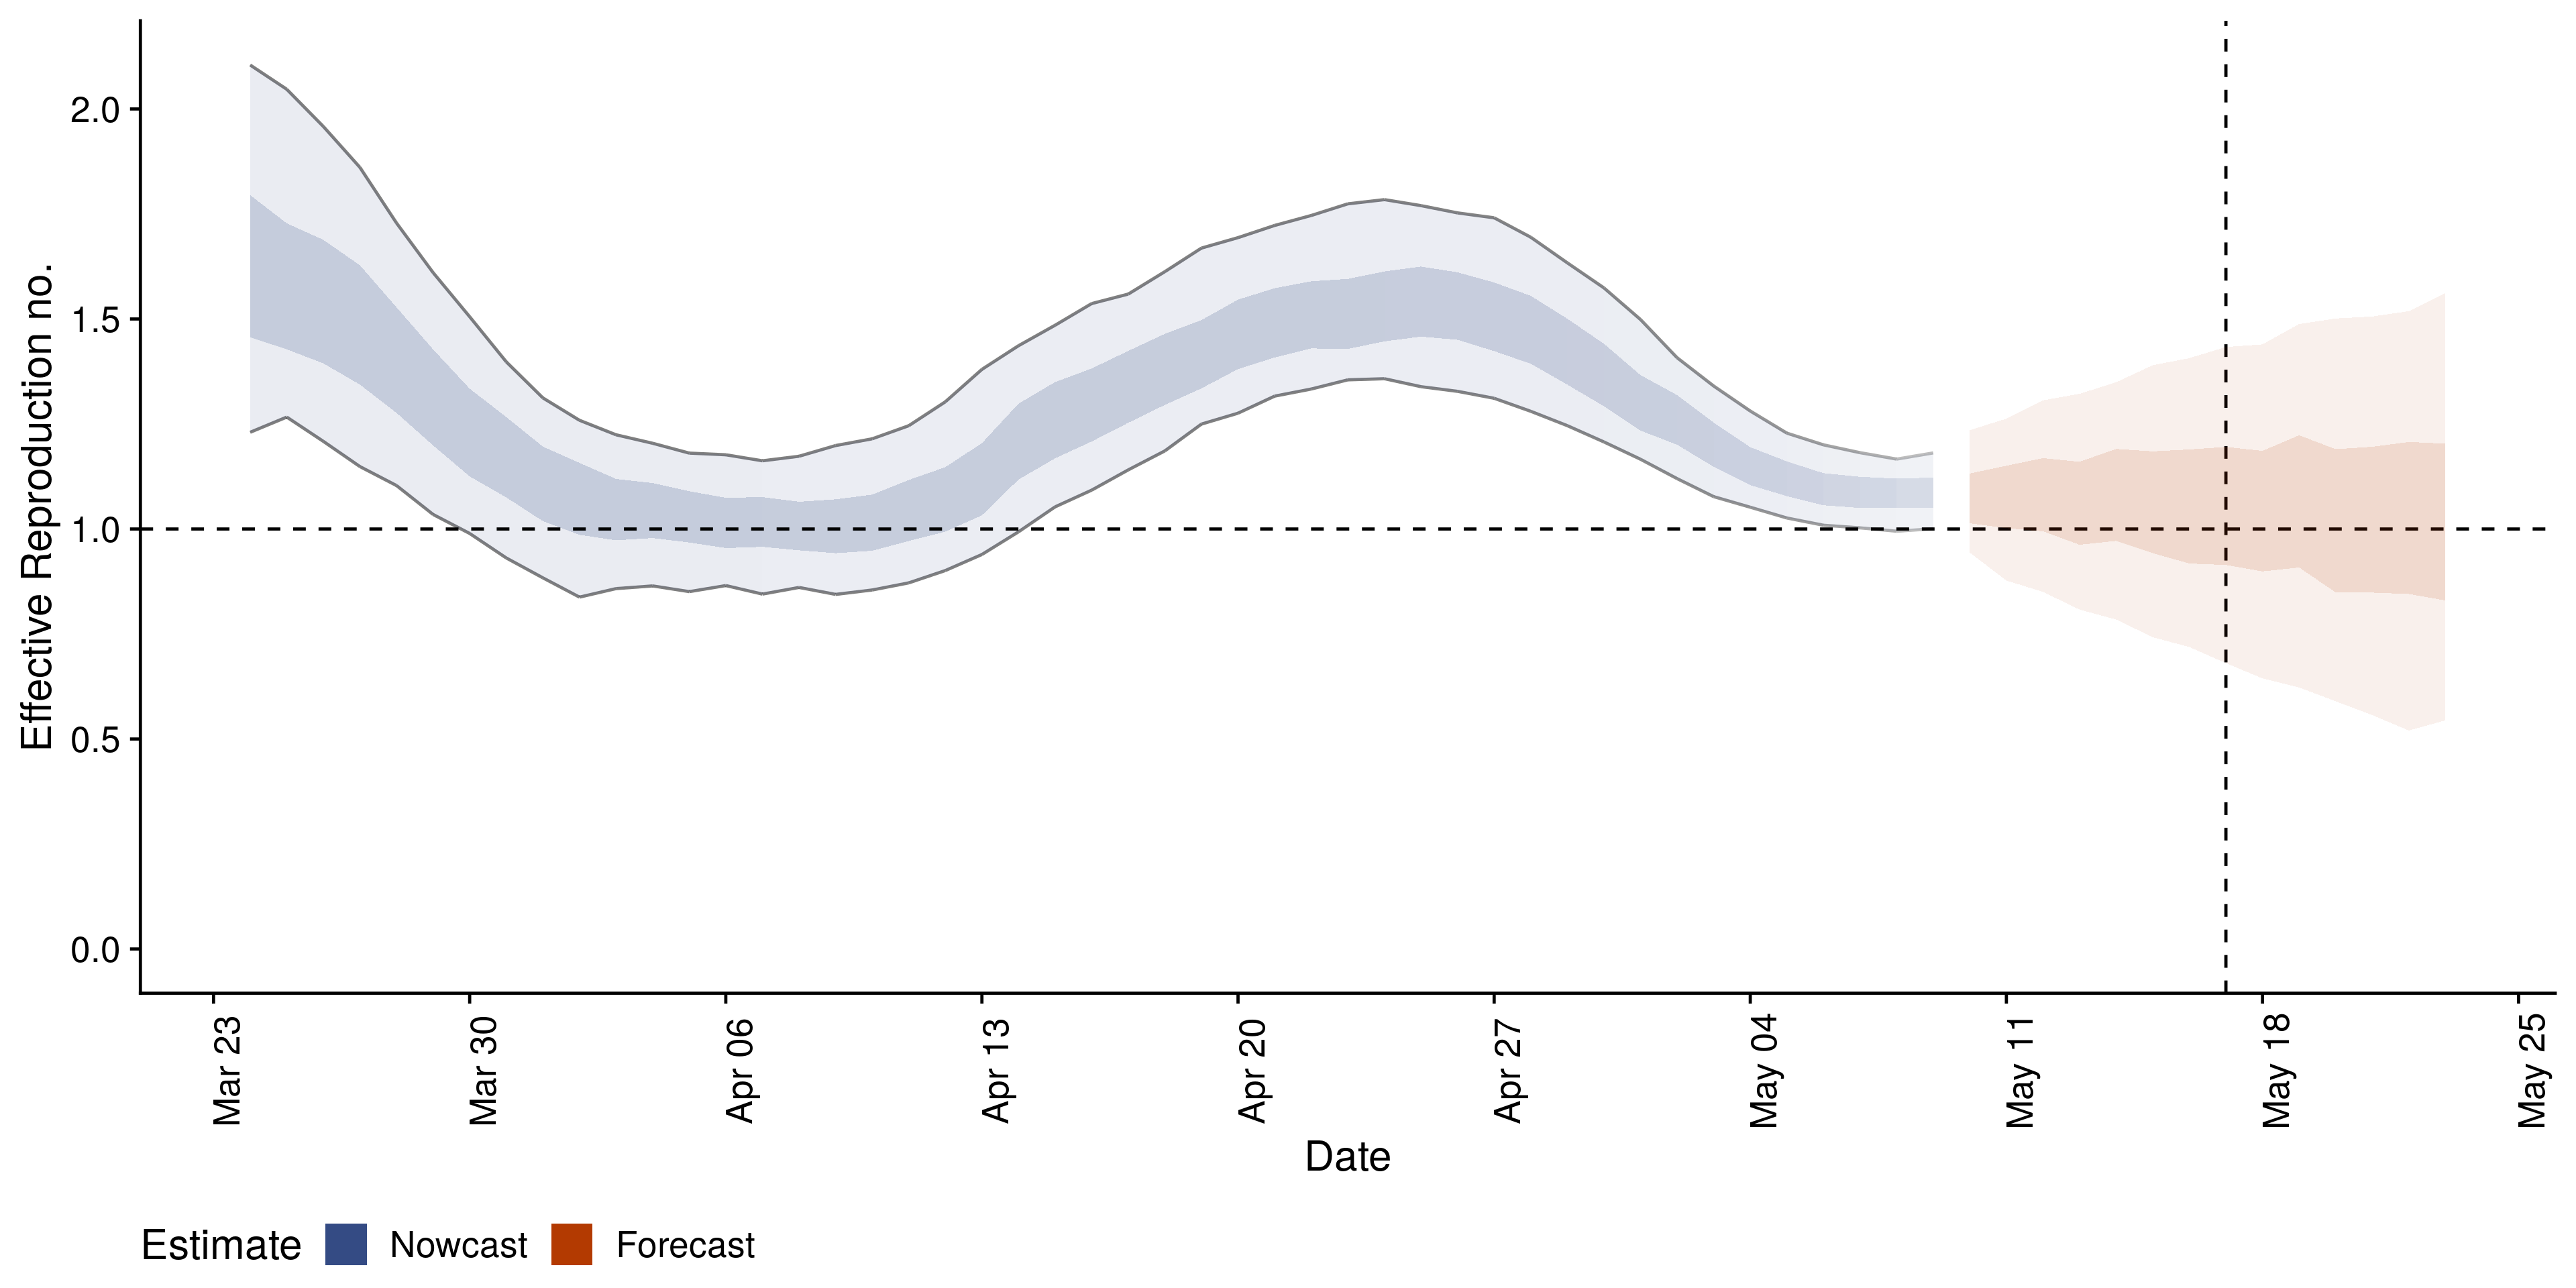 Effective Reproduction no.
2.0
1.5
1.0
0.5
0.0
Mar 23
Mar 30
Apr 06
Apr 13
Apr 20
Apr 27
May 04
May 11
May 18
May 25
Date
Estimate Nowcast Forecast